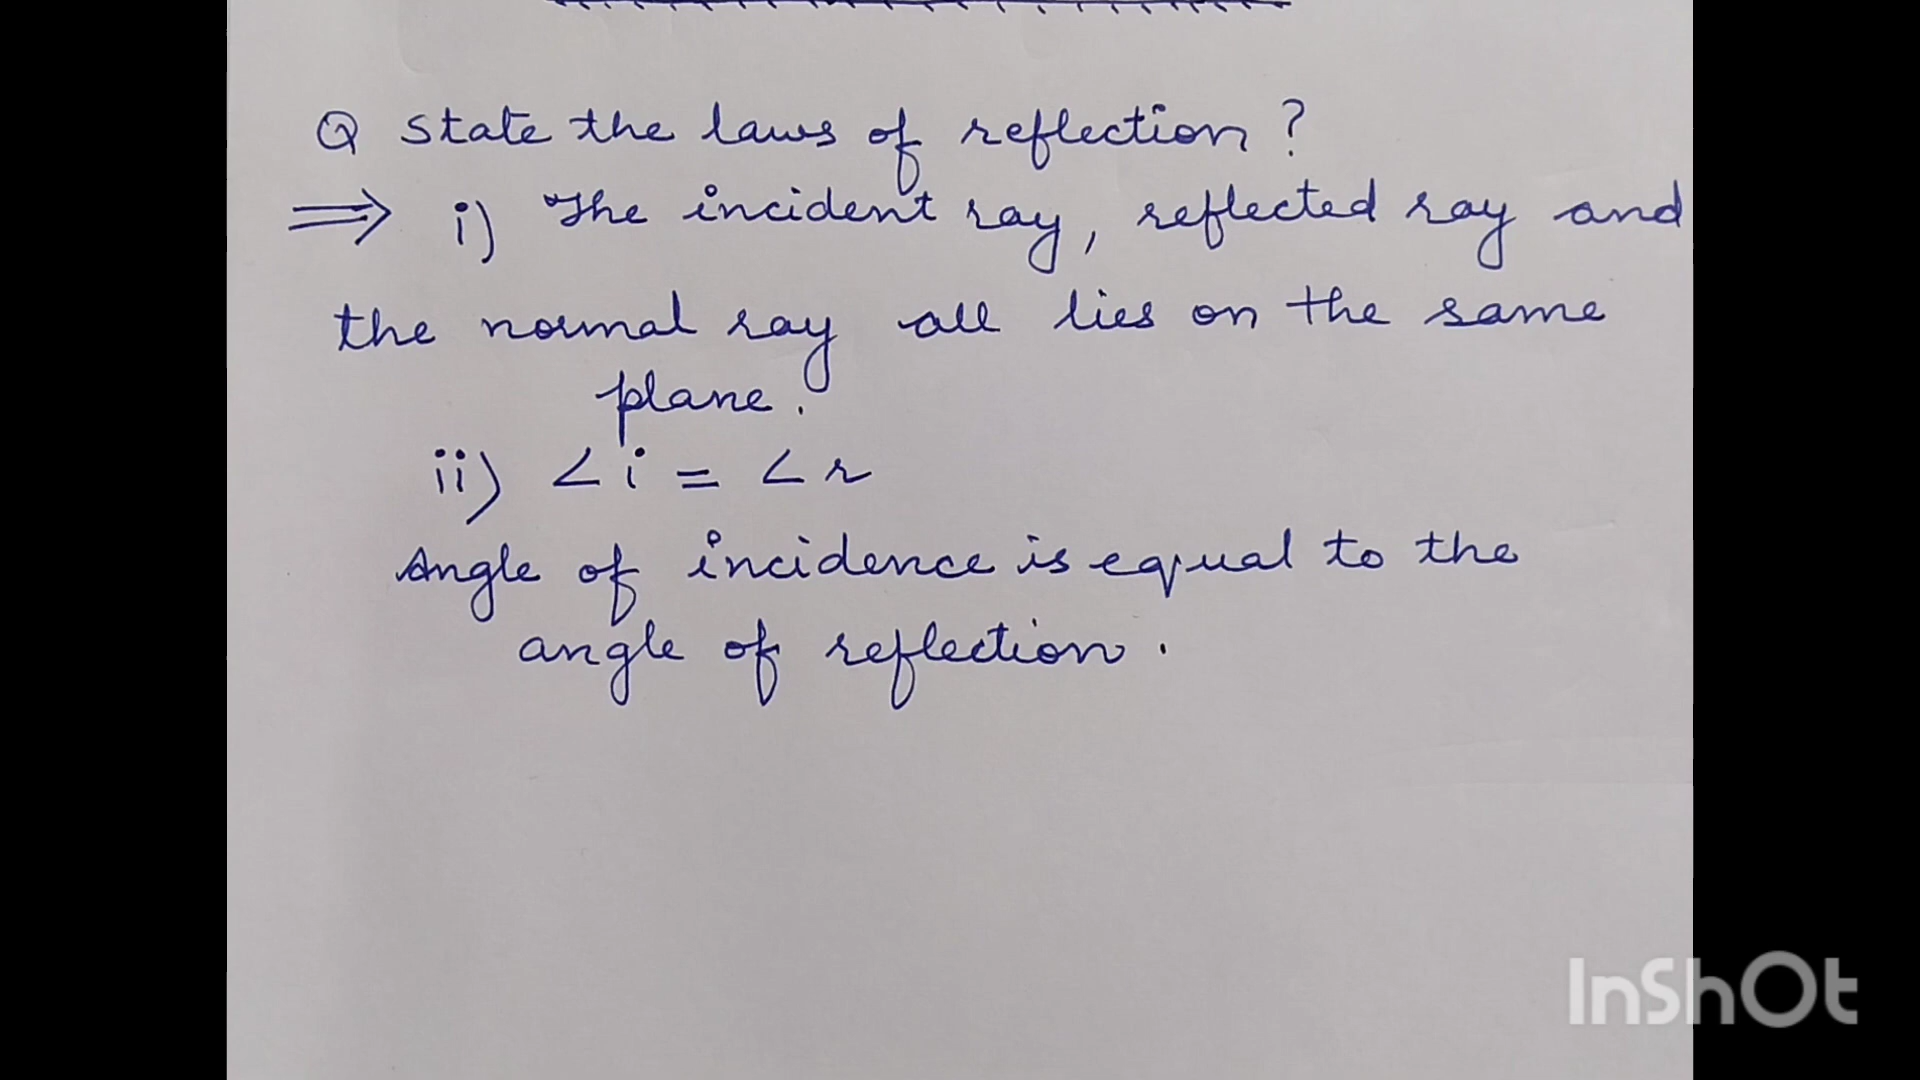 Q state the laws of reflection?
⇒ i) The incident ray, reflected ray and
the normal ray all lies on the same
plane.
ii) ∠i = ∠r
Angle of incidence is equal to the
angle of reflection.
InShOt